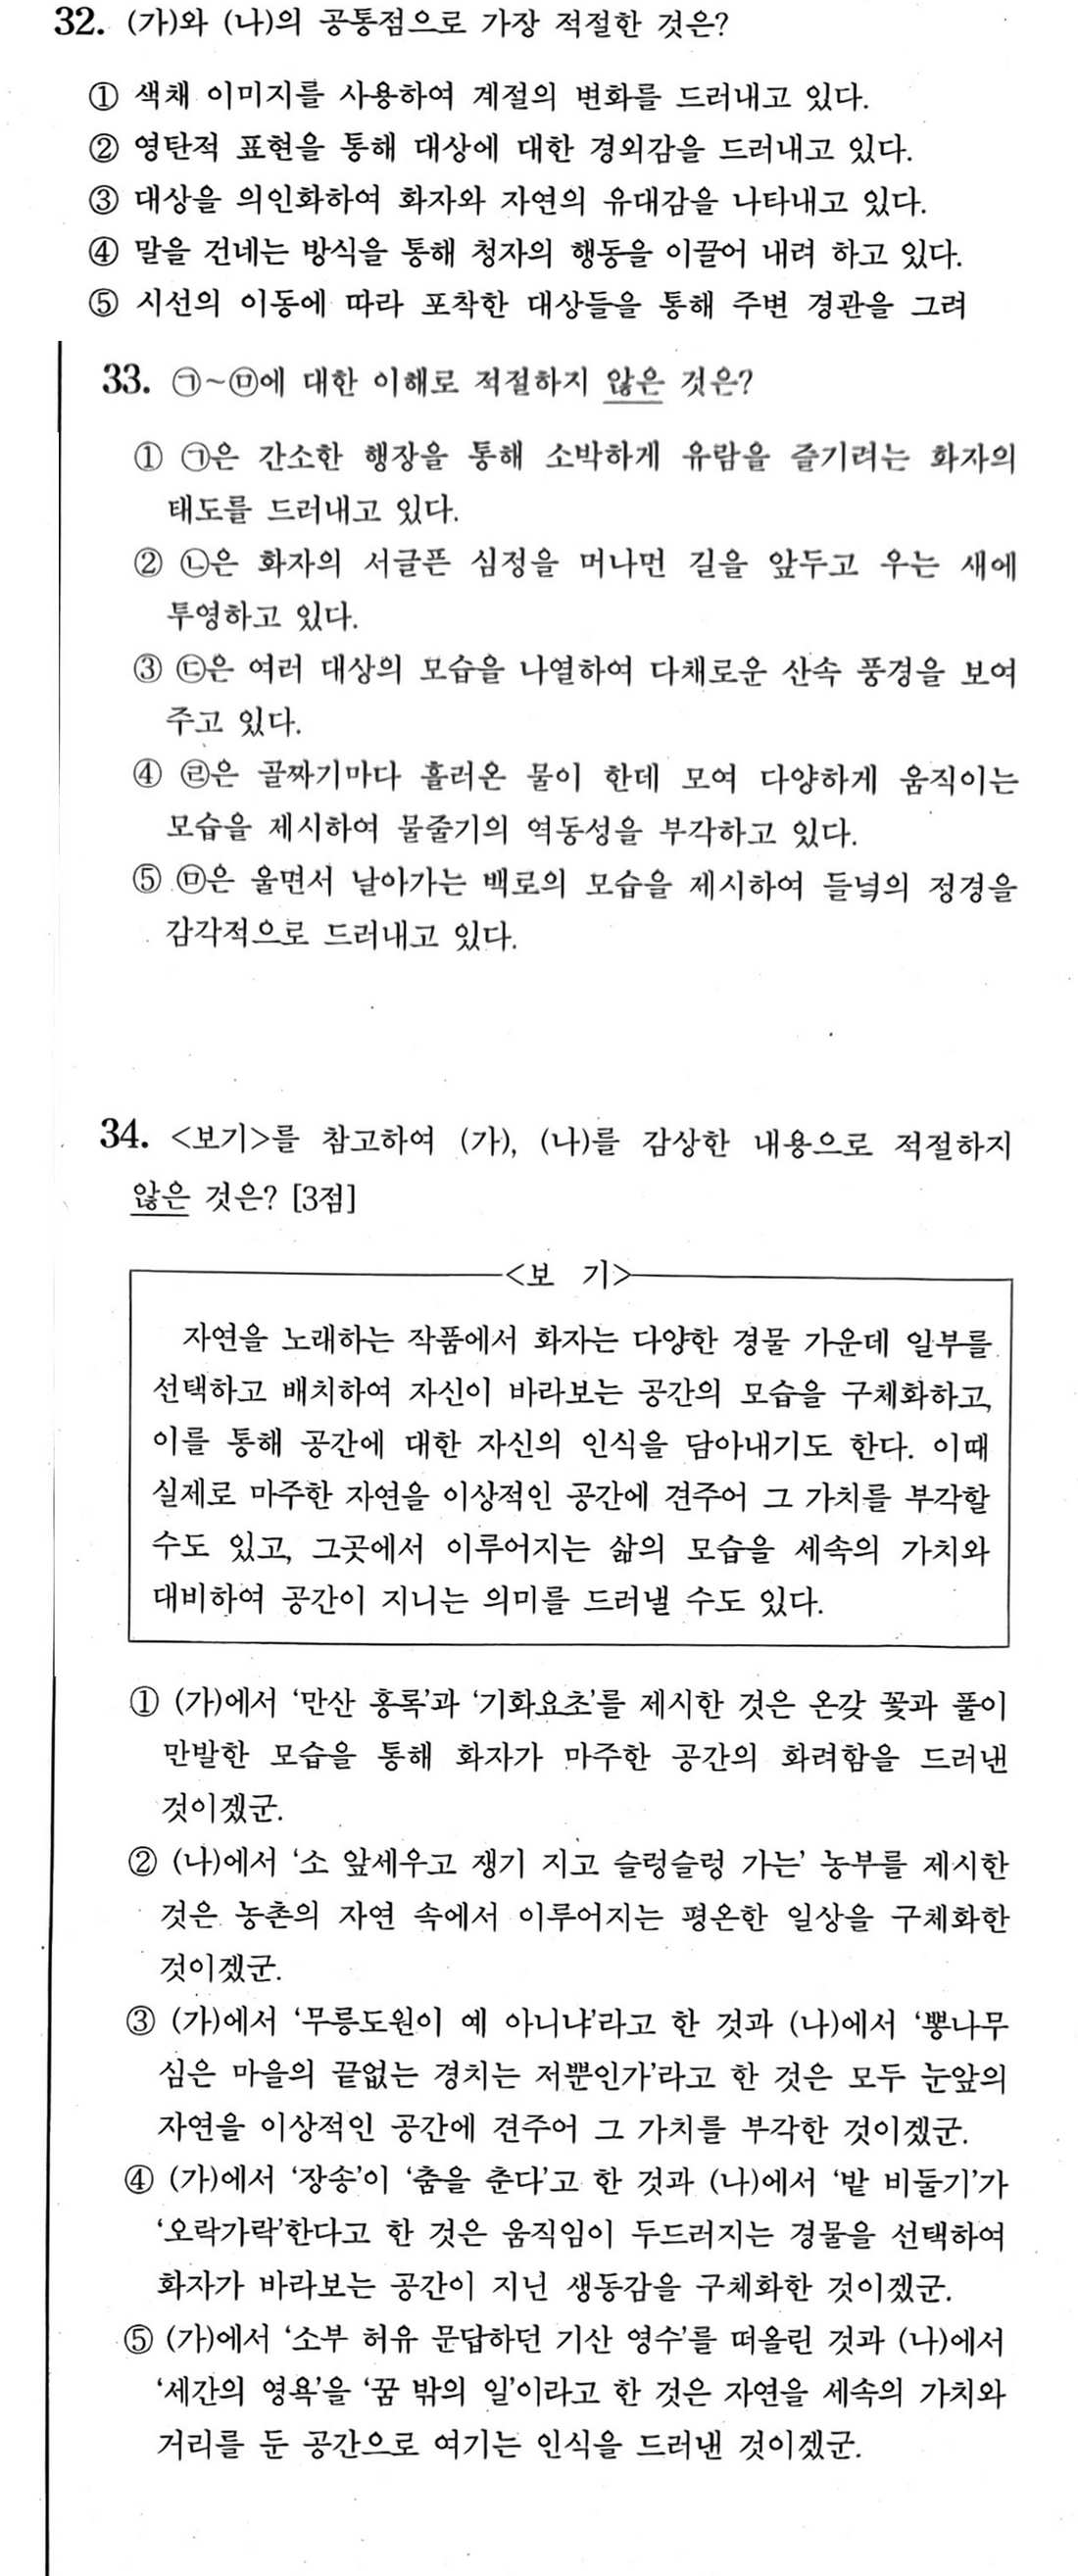 32. (가)와 (나)의 공통점으로 가장 적절한 것은?
① 색채 이미지를 사용하여 계절의 변화를 드러내고 있다.
② 영탄적 표현을 통해 대상에 대한 경외감을 드러내고 있다.
③ 대상을 의인화하여 화자와 자연의 유대감을 나타내고 있다.
④ 말을 건네는 방식을 통해 청자의 행동을 이끌어 내려 하고 있다.
⑤ 시선의 이동에 따라 포착한 대상들을 통해 주변 경관을 그려
33. ㉠~㉤에 대한 이해로 적절하지 않은 것은?
① ㉠은 간소한 행장을 통해 소박하게 유람을 즐기려는 화자의
태도를 드러내고 있다.
② ㉡은 화자의 서글픈 심정을 머나먼 길을 앞두고 우는 새에
투영하고 있다.
③ ㉢은 여러 대상의 모습을 나열하여 다채로운 산속 풍경을 보여
주고 있다.
④ ㉣은 골짜기마다 흘러온 물이 한데 모여 다양하게 움직이는
모습을 제시하여 물줄기의 역동성을 부각하고 있다.
⑤ ㉤은 울면서 날아가는 백로의 모습을 제시하여 들녘의 정경을
감각적으로 드러내고 있다.
34. <보기>를 참고하여 (가), (나)를 감상한 내용으로 적절하지
않은 것은? [3점]
<보 기>
자연을 노래하는 작품에서 화자는 다양한 경물 가운데 일부를
선택하고 배치하여 자신이 바라보는 공간의 모습을 구체화하고,
이를 통해 공간에 대한 자신의 인식을 담아내기도 한다. 이때
실제로 마주한 자연을 이상적인 공간에 견주어 그 가치를 부각할
수도 있고, 그곳에서 이루어지는 삶의 모습을 세속의 가치와
대비하여 공간이 지니는 의미를 드러낼 수도 있다.
① (가)에서 ‘만산 홍록’과 ‘기화요초’를 제시한 것은 온갖 꽃과 풀이
만발한 모습을 통해 화자가 마주한 공간의 화려함을 드러낸
것이겠군.
② (나)에서 ‘소 앞세우고 쟁기 지고 슬렁슬렁 가는’ 농부를 제시한
것은 농촌의 자연 속에서 이루어지는 평온한 일상을 구체화한
것이겠군.
③ (가)에서 ‘무릉도원이 예 아니냐’라고 한 것과 (나)에서 ‘뽕나무
심은 마을의 끝없는 경치는 저뿐인가’라고 한 것은 모두 눈앞의
자연을 이상적인 공간에 견주어 그 가치를 부각한 것이겠군.
④ (가)에서 ‘장송’이 ‘춤을 춘다’고 한 것과 (나)에서 ‘밭 비둘기’가
‘오락가락’한다고 한 것은 움직임이 두드러지는 경물을 선택하여
화자가 바라보는 공간이 지닌 생동감을 구체화한 것이겠군.
⑤ (가)에서 ‘소부 허유 문답하던 기산 영수’를 떠올린 것과 (나)에서
‘세간의 영욕’을 ‘꿈 밖의 일’이라고 한 것은 자연을 세속의 가치와
거리를 둔 공간으로 여기는 인식을 드러낸 것이겠군.